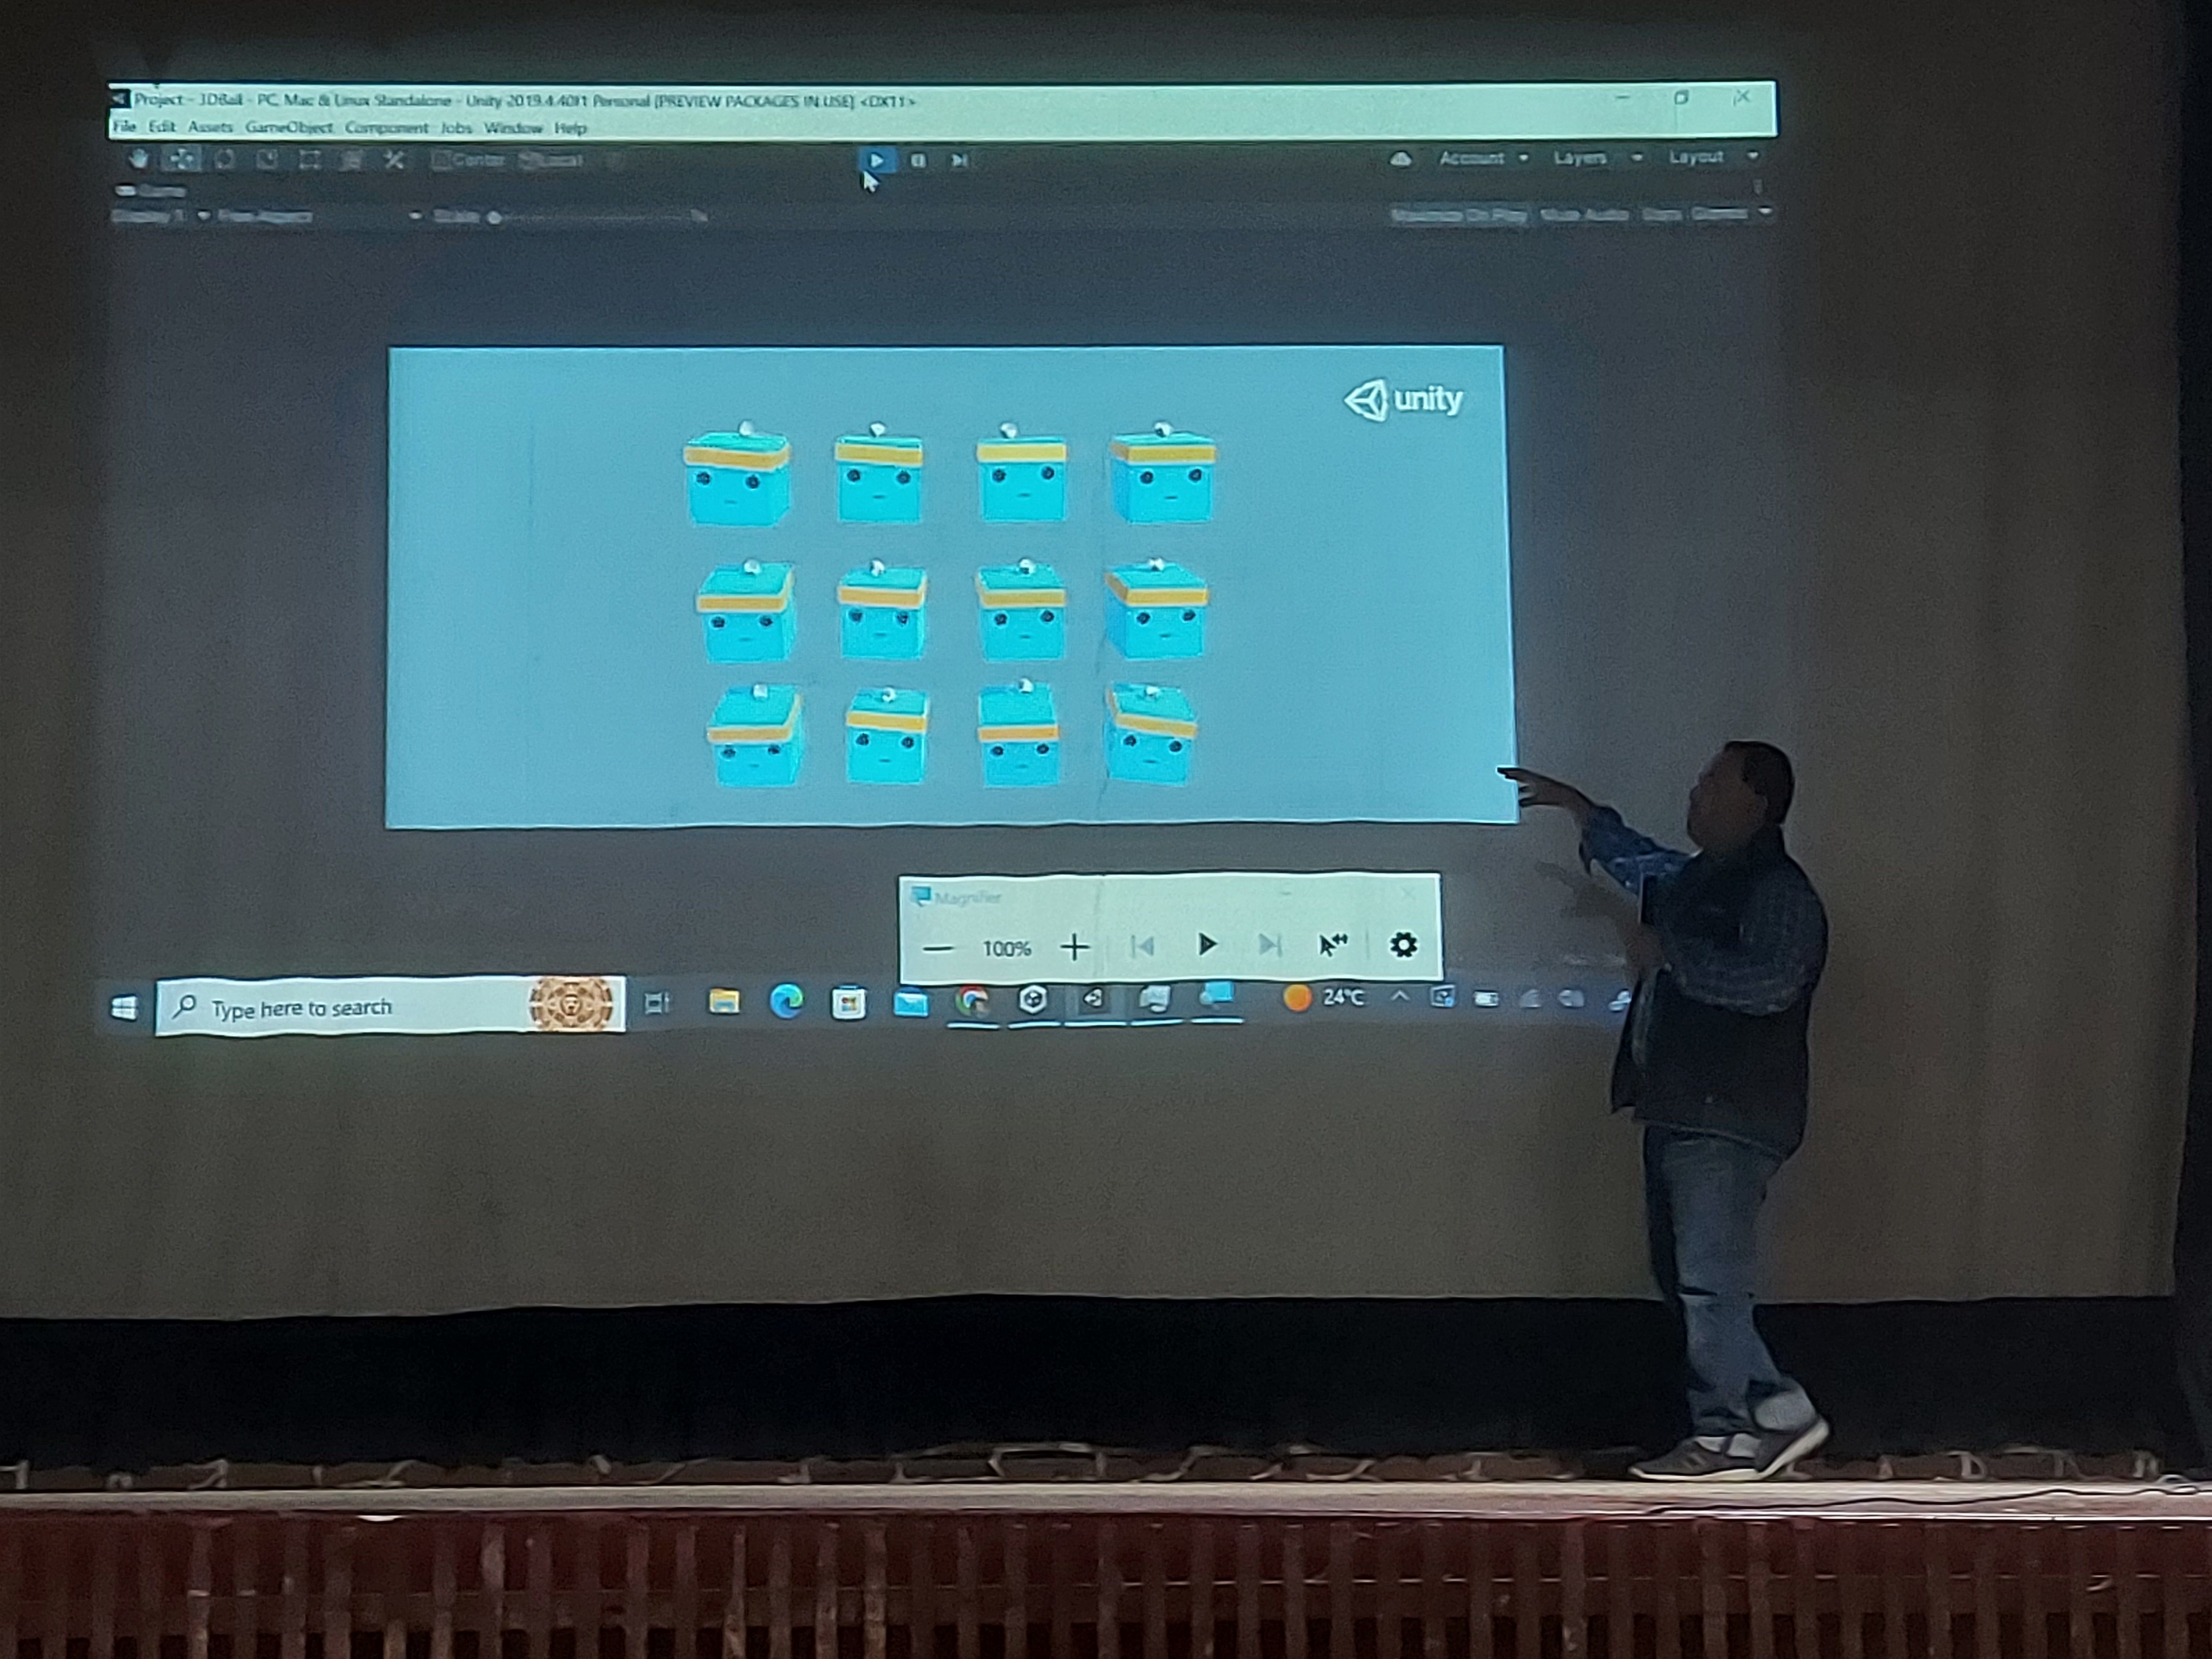 Project - 3DBall - PC, Mac & Linux Standalone - Unity 2019.4.40f1 Personal [PREVIEW PACKAGES IN USE] <DX11>
File Edit Assets GameObject Component Jobs Window Help
Center Local
Account Layers Layout
Game
Display 1 Free Aspect Scale
Maximize On Play Mute Audio Stats Gizmos
unity
Magnifier
100%
Type here to search
24°C